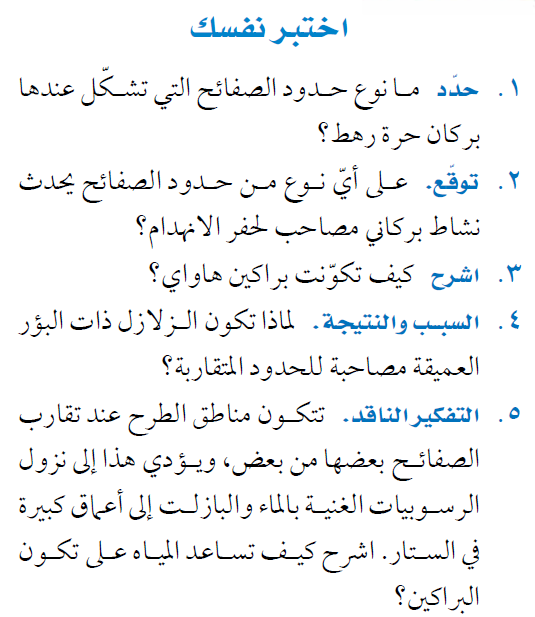 اختبر نفسك
١. حدّد ما نوع حدود الصفائح التي تشكّل عندها
بركان حرة رهط؟
٢. توقّع. على أيّ نوع من حدود الصفائح يحدث
نشاط بركاني مصاحب لحفر الانهدام؟
٣. اشرح كيف تكوّنت براكين هاواي؟
٤. السبب والنتيجة. لماذا تكون الزلازل ذات البؤر
العميقة مصاحبة للحدود المتقاربة؟
٥. التفكير الناقد. تتكون مناطق الطرح عند تقارب
الصفائح بعضها من بعض، ويؤدي هذا إلى نزول
الرسوبيات الغنية بالماء والبازلت إلى أعماق كبيرة
في الستار. اشرح كيف تساعد المياه على تكون
البراكين؟